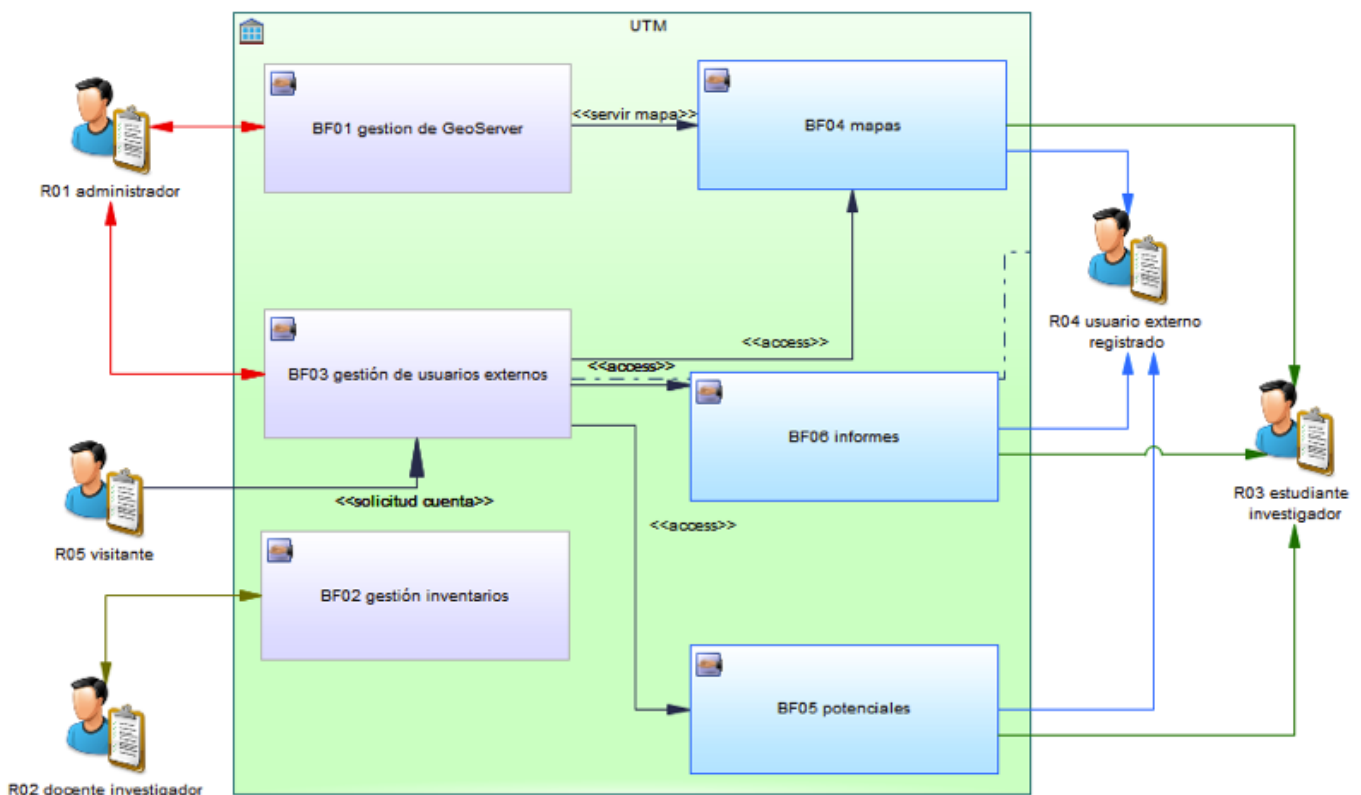 UTM
BF01 gestion de GeoServer
<<servir mapa>>
BF04 mapas
R01 administrador
R04 usuario externo
registrado
<<access>>
BF03 gestión de usuarios externos
<<access>>
BF06 informes
<<solicitud cuenta>>
R03 estudiante
investigador
<<access>>
R05 visitante
BF02 gestión inventarios
BF05 potenciales
R02 docente investigador